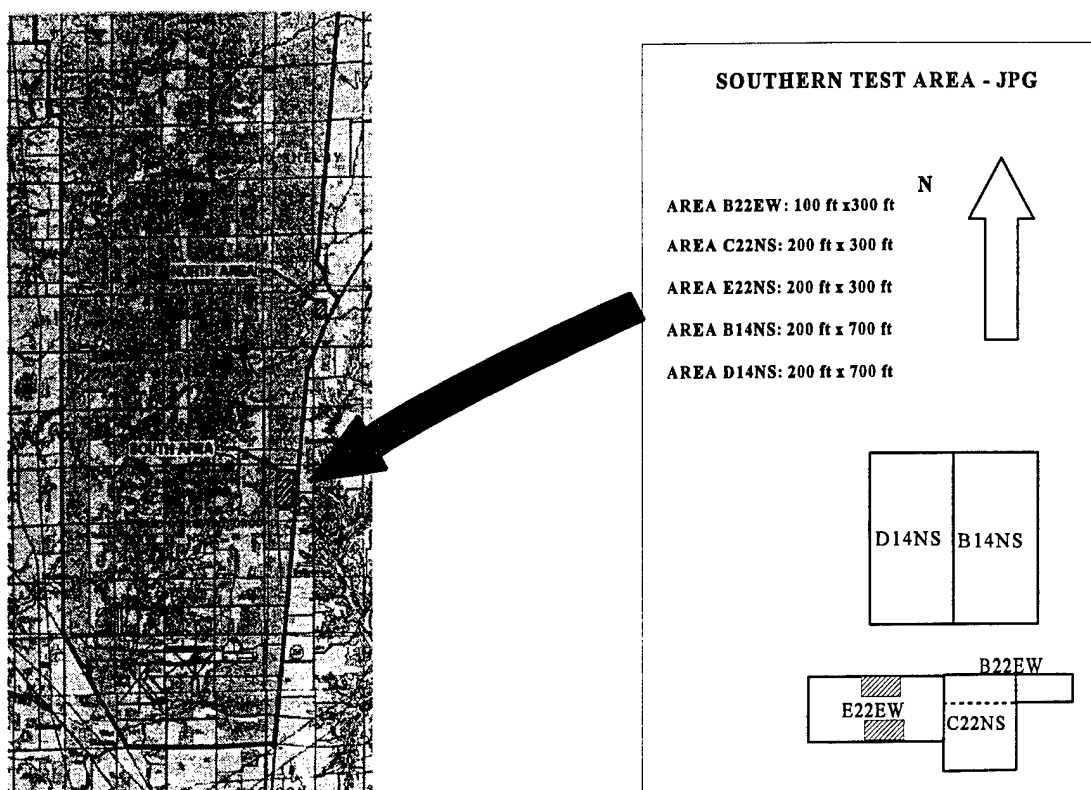 NORTH AREA
SOUTH AREA
SOUTHERN TEST AREA - JPG
N
AREA B22EW: 100 ft x300 ft
AREA C22NS: 200 ft x 300 ft
AREA E22NS: 200 ft x 300 ft
AREA B14NS: 200 ft x 700 ft
AREA D14NS: 200 ft x 700 ft
D14NS
B14NS
B22EW
E22EW
C22NS